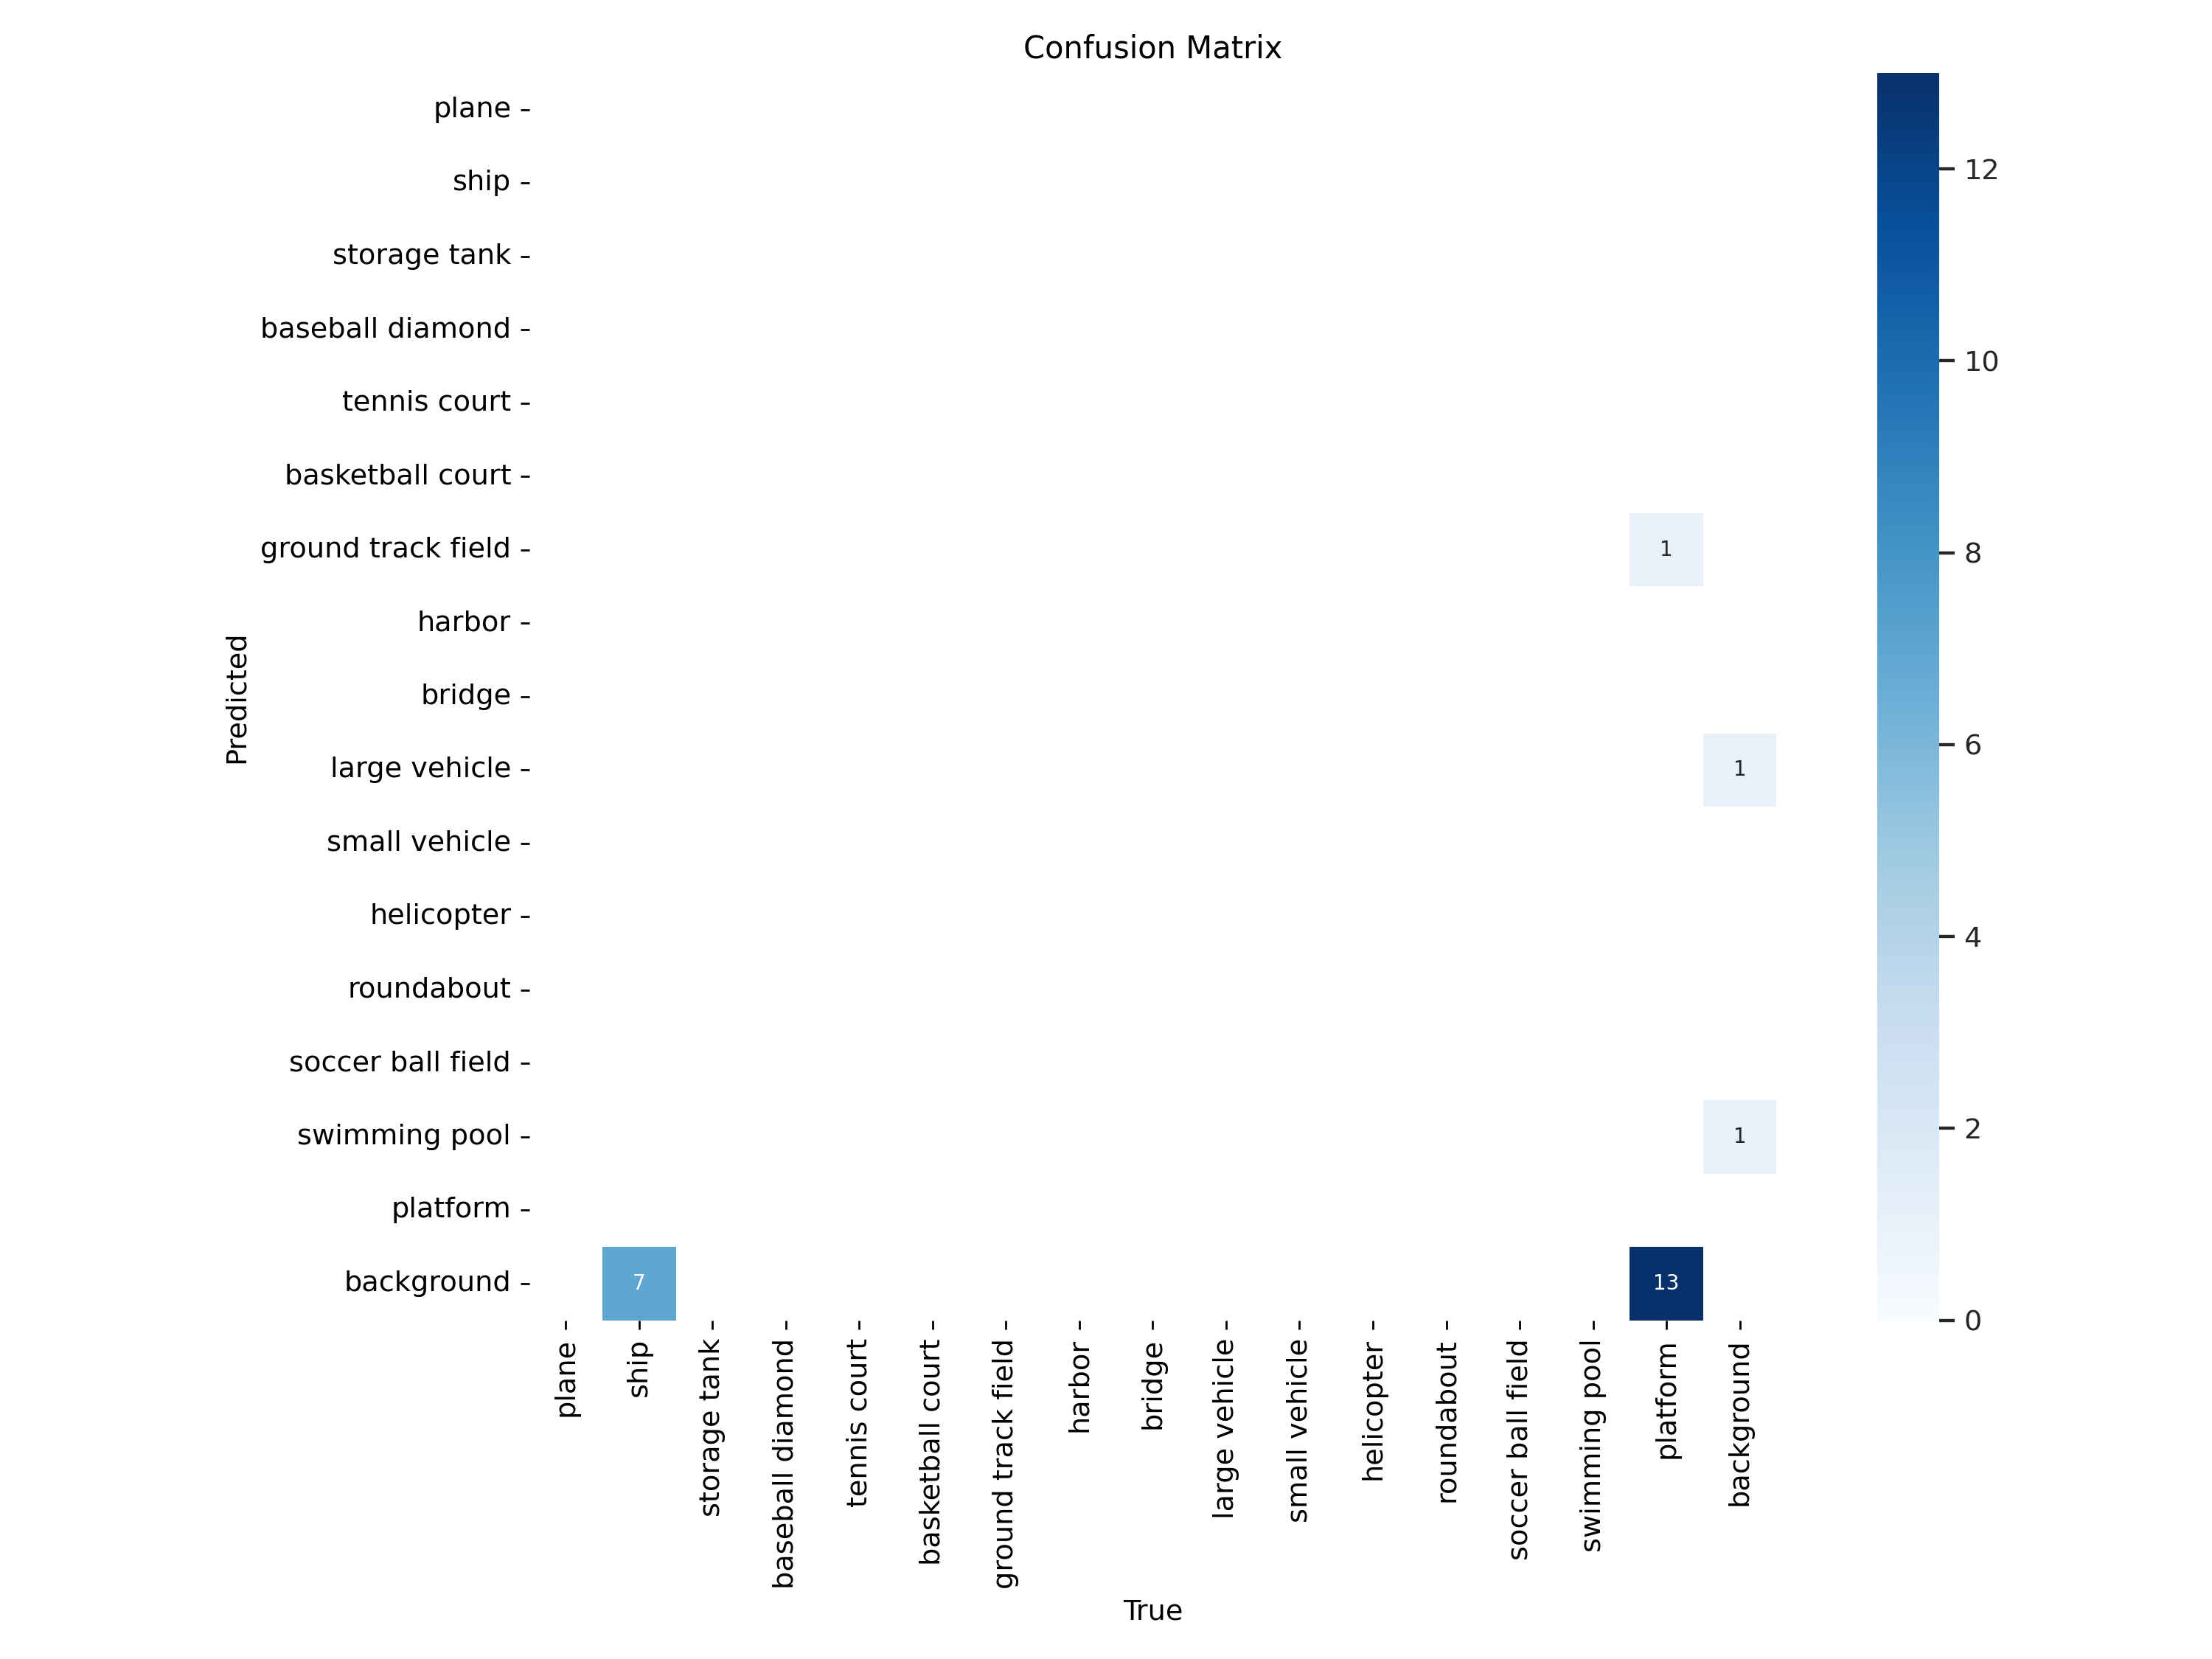 Confusion Matrix
plane
ship
storage tank
baseball diamond
tennis court
basketball court
ground track field
harbor
bridge
large vehicle
small vehicle
helicopter
roundabout
soccer ball field
swimming pool
platform
background
Predicted
1
1
1
7 13
plane ship storage tank baseball diamond tennis court basketball court ground track field harbor bridge large vehicle small vehicle helicopter roundabout soccer ball field swimming pool platform background
True
12
10
8
6
4
2
0